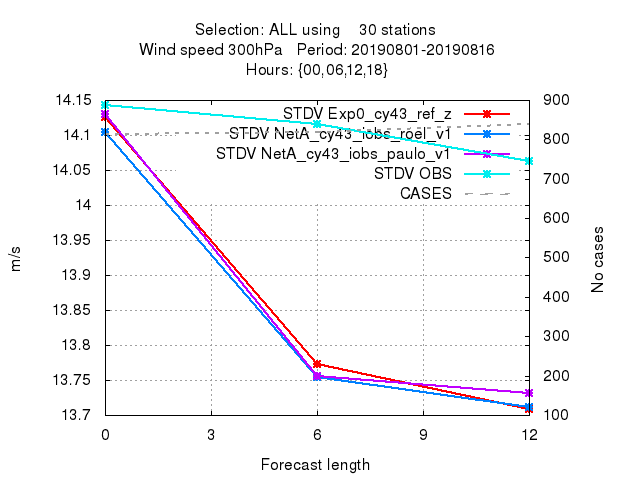 Selection: ALL using 30 stations
Wind speed 300hPa Period: 20190801-20190816
Hours: {00,06,12,18}
STDV Exp0_cy43_ref_z
STDV NetA_cy43_iobs_roel_v1
STDV NetA_cy43_iobs_paulo_v1
STDV OBS
CASES
14.15
14.1
14.05
14
13.95
13.9
13.85
13.8
13.75
13.7
m/s
900
800
700
600
500
400
300
200
100
No cases
0 3 6 9 12
Forecast length